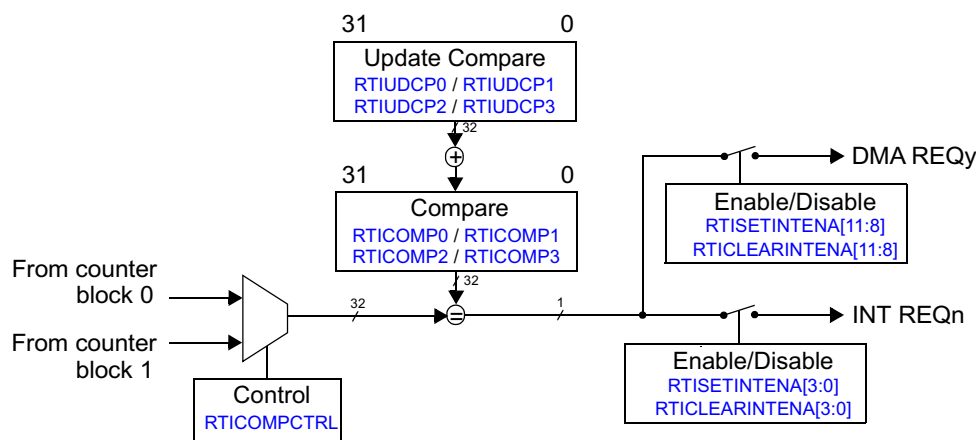 31 0
Update Compare
RTIUDCP0 / RTIUDCP1
RTIUDCP2 / RTIUDCP3
32
+
31 0
Compare
RTICOMP0 / RTICOMP1
RTICOMP2 / RTICOMP3
32
DMA REQy
Enable/Disable
RTISETINTENA[11:8]
RTICLEARINTENA[11:8]
From counter
block 0
32
=
1
INT REQn
From counter
block 1
Control
RTICOMPCTRL
Enable/Disable
RTISETINTENA[3:0]
RTICLEARINTENA[3:0]